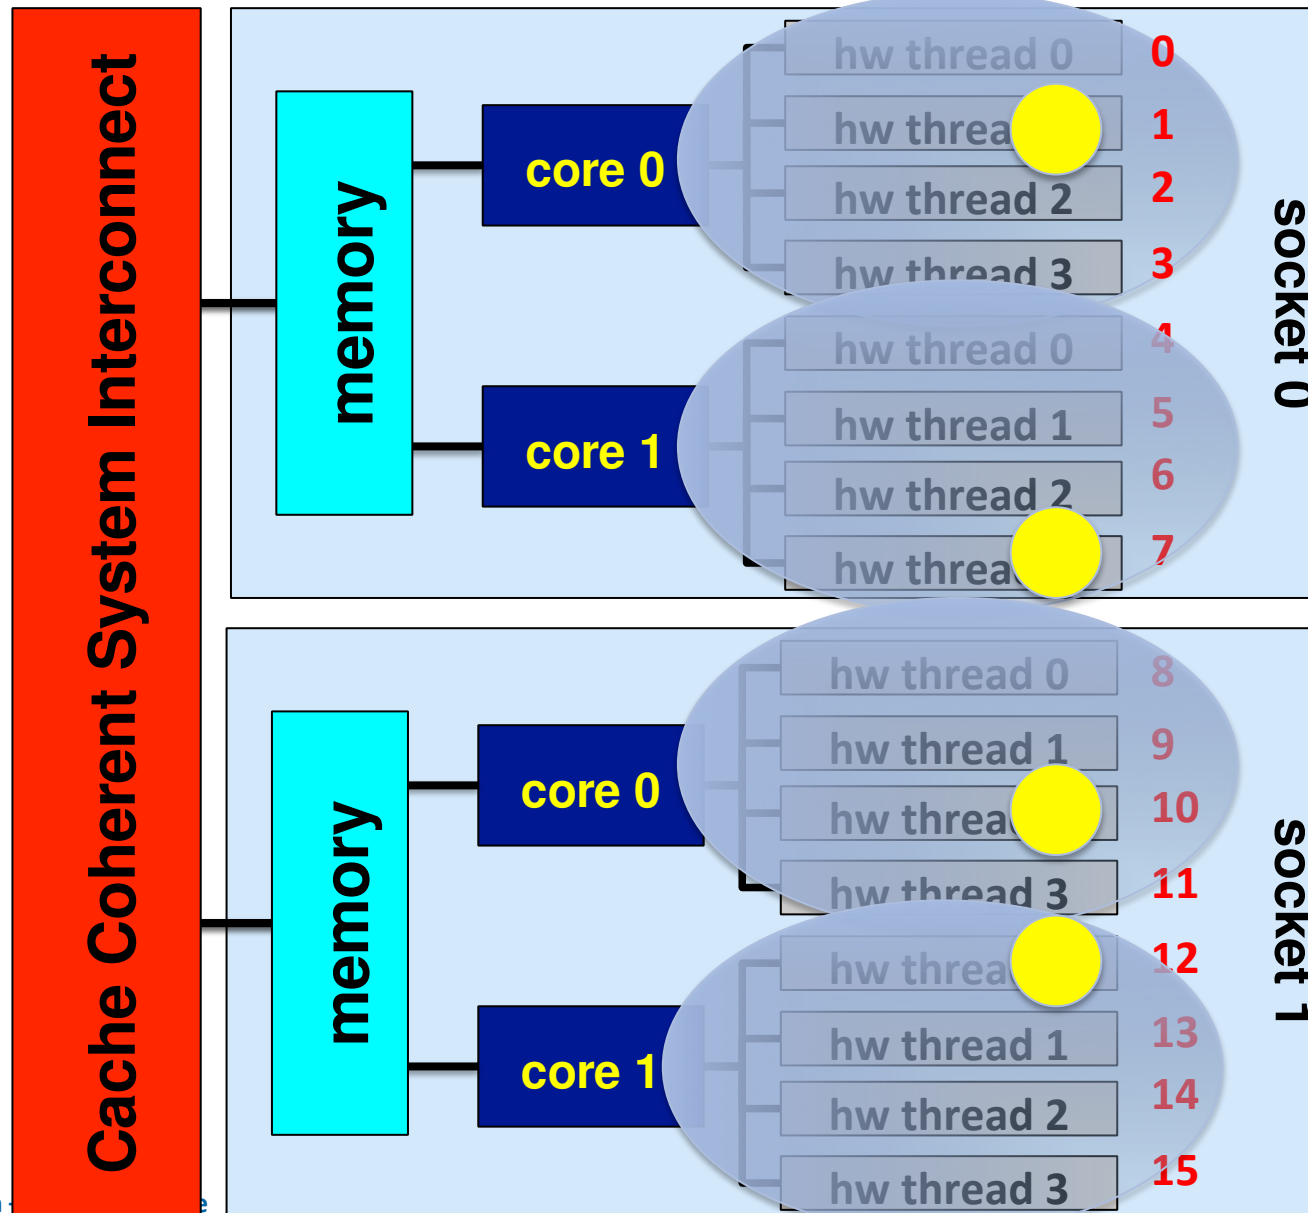 Cache Coherent System Interconnect
memory
core 0
hw thread 0
0
hw threa
1
hw thread 2
2
hw thread 3
3
core 1
hw thread 0
4
hw thread 1
5
hw thread 2
6
hw threa
7
socket 0
memory
core 0
hw thread 0
8
hw thread 1
9
hw threa
10
hw thread 3
11
core 1
hw threa
12
hw thread 1
13
hw thread 2
14
hw thread 3
15
socket 1